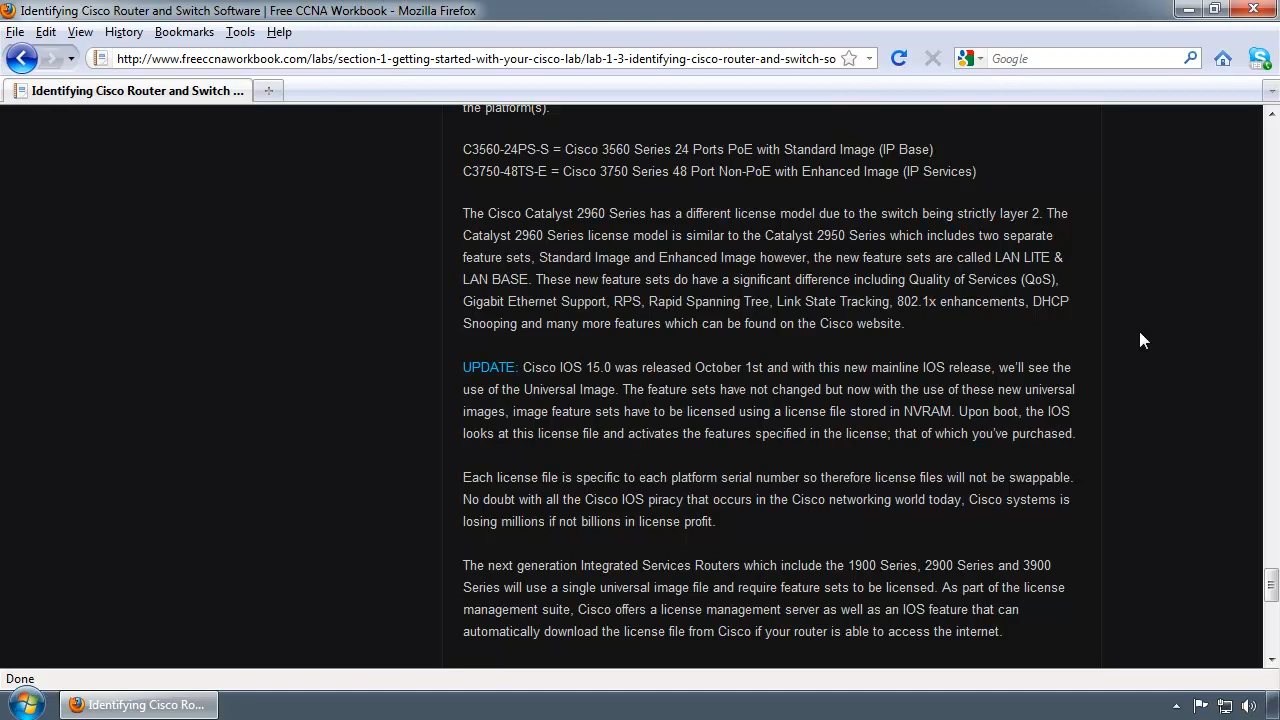 Identifying Cisco Router and Switch Software | Free CCNA Workbook - Mozilla Firefox
File Edit View History Bookmarks Tools Help
http://www.freeccnaworkbook.com/labs/section-1-getting-started-with-your-cisco-lab/lab-1-3-identifying-cisco-router-and-switch-so
Google
Identifying Cisco Router and Switch ...
the platform(s).
C3560-24PS-S = Cisco 3560 Series 24 Ports PoE with Standard Image (IP Base)
C3750-48TS-E = Cisco 3750 Series 48 Port Non-PoE with Enhanced Image (IP Services)
The Cisco Catalyst 2960 Series has a different license model due to the switch being strictly layer 2. The
Catalyst 2960 Series license model is similar to the Catalyst 2950 Series which includes two separate
feature sets, Standard Image and Enhanced Image however, the new feature sets are called LAN LITE &
LAN BASE. These new feature sets do have a significant difference including Quality of Services (QoS),
Gigabit Ethernet Support, RPS, Rapid Spanning Tree, Link State Tracking, 802.1x enhancements, DHCP
Snooping and many more features which can be found on the Cisco website.
UPDATE: Cisco IOS 15.0 was released October 1st and with this new mainline IOS release, we'll see the
use of the Universal Image. The feature sets have not changed but now with the use of these new universal
images, image feature sets have to be licensed using a license file stored in NVRAM. Upon boot, the IOS
looks at this license file and activates the features specified in the license; that of which you've purchased.
Each license file is specific to each platform serial number so therefore license files will not be swappable.
No doubt with all the Cisco IOS piracy that occurs in the Cisco networking world today, Cisco systems is
losing millions if not billions in license profit.
The next generation Integrated Services Routers which include the 1900 Series, 2900 Series and 3900
Series will use a single universal image file and require feature sets to be licensed. As part of the license
management suite, Cisco offers a license management server as well as an IOS feature that can
automatically download the license file from Cisco if your router is able to access the internet.
Done
Identifying Cisco Ro...